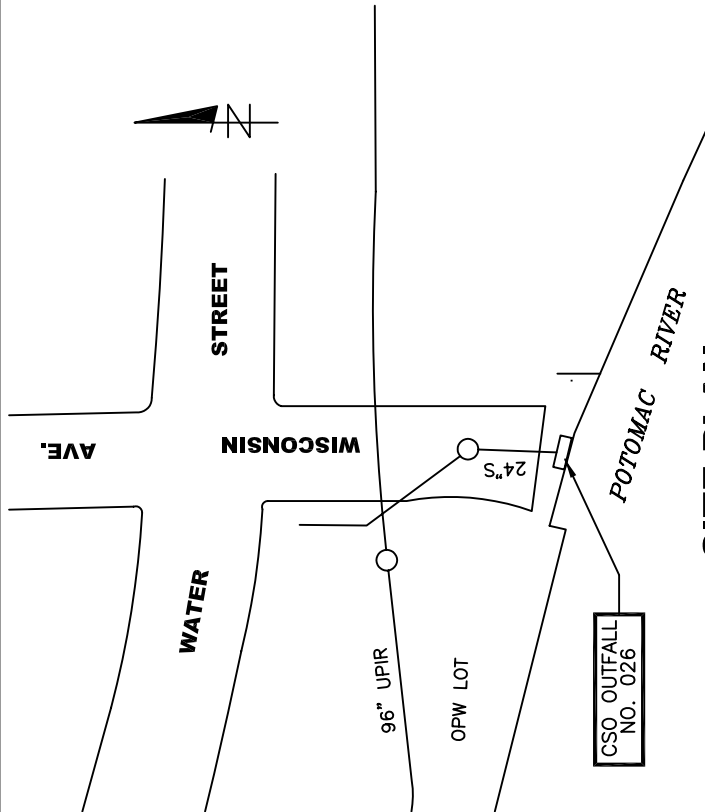 N
STREET
AVE.
WISCONSIN
24"S
POTOMAC RIVER
WATER
96" UPIR
OPW LOT
CSO OUTFALL
NO. 026